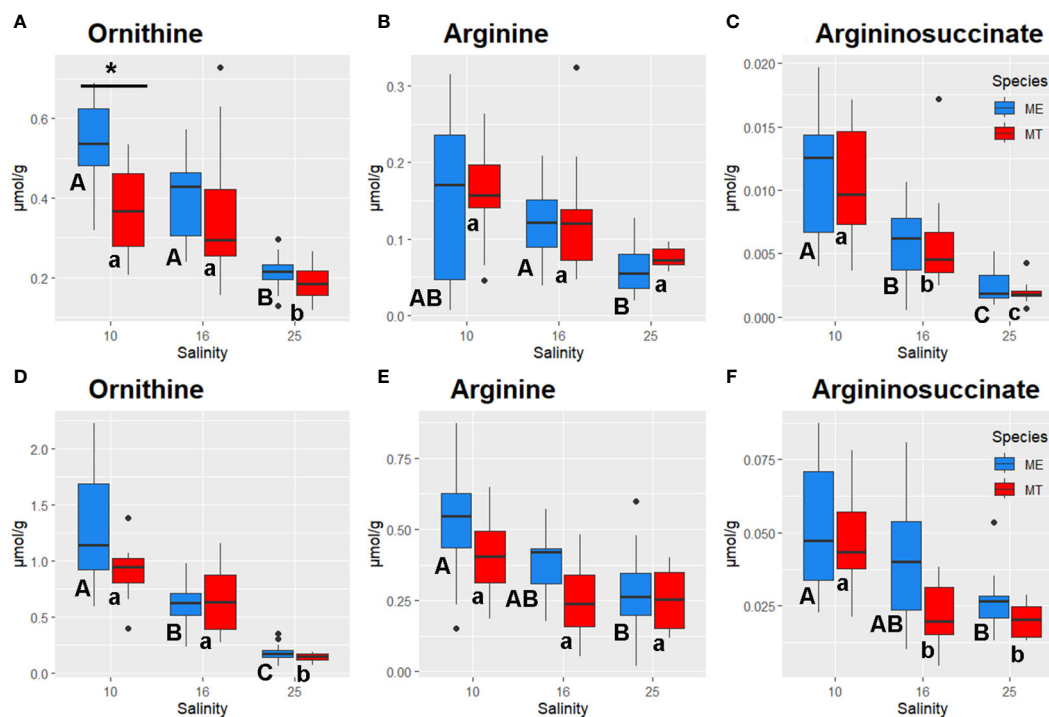 A
Ornithine
B
Arginine
C
Argininosuccinate
*
µmol/g
0.6
0.4
0.2
A
a
A
a
B
b
10
16
25
Salinity
µmol/g
0.3
0.2
0.1
0.0
AB
a
A
a
B
a
10
16
25
Salinity
µmol/g
0.020
0.015
0.010
0.005
0.000
Species
ME
MT
A
a
B
b
C
c
10
16
25
Salinity
D
Ornithine
E
Arginine
F
Argininosuccinate
µmol/g
2.0
1.5
1.0
0.5
0.0
A
a
B
a
C
b
10
16
25
Salinity
µmol/g
0.75
0.50
0.25
0.00
A
a
AB
a
B
a
10
16
25
Salinity
µmol/g
0.075
0.050
0.025
Species
ME
MT
A
a
AB
b
B
b
10
16
25
Salinity